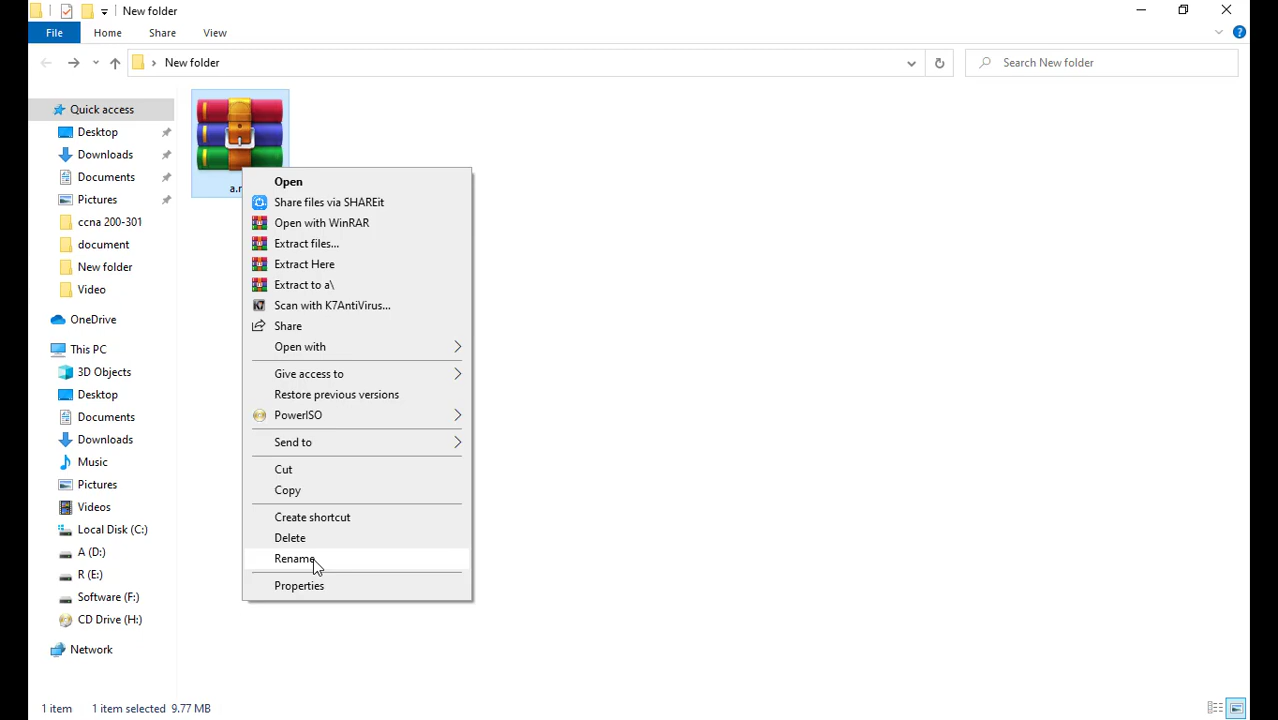 New folder
File Home Share View
New folder
Search New folder
Quick access
Desktop
Downloads
Documents
Pictures
ccna 200-301
document
New folder
Video
OneDrive
This PC
3D Objects
Desktop
Documents
Downloads
Music
Pictures
Videos
Local Disk (C:)
A (D:)
R (E:)
Software (F:)
CD Drive (H:)
Network
Open
Share files via SHAREit
Open with WinRAR
Extract files...
Extract Here
Extract to a\
Scan with K7AntiVirus...
Share
Open with
Give access to
Restore previous versions
PowerISO
Send to
Cut
Copy
Create shortcut
Delete
Rename
Properties
1 item 1 item selected 9.77 MB